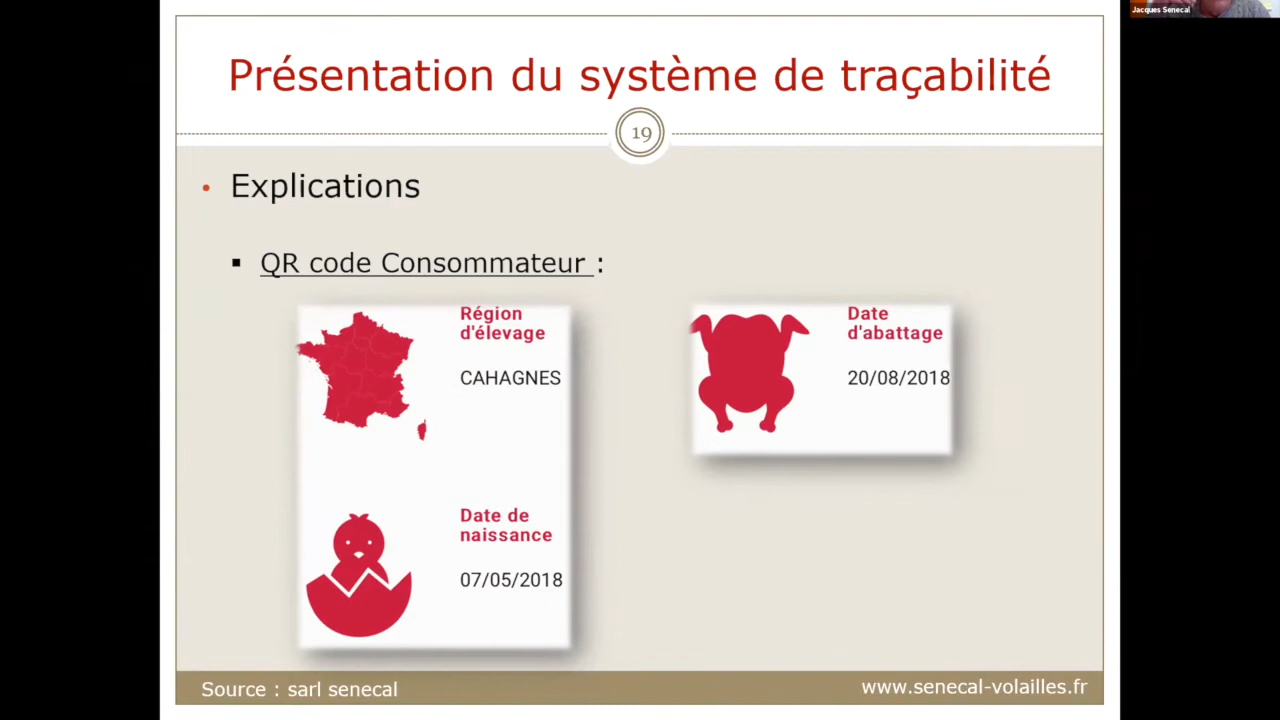 Jacques Senecal
Présentation du système de traçabilité
19
• Explications
▪ QR code Consommateur :
Région
d'élevage
CAHAGNES
Date de
naissance
07/05/2018
Date
d'abattage
20/08/2018
Source : sarl senecal
www.senecal-volailles.fr